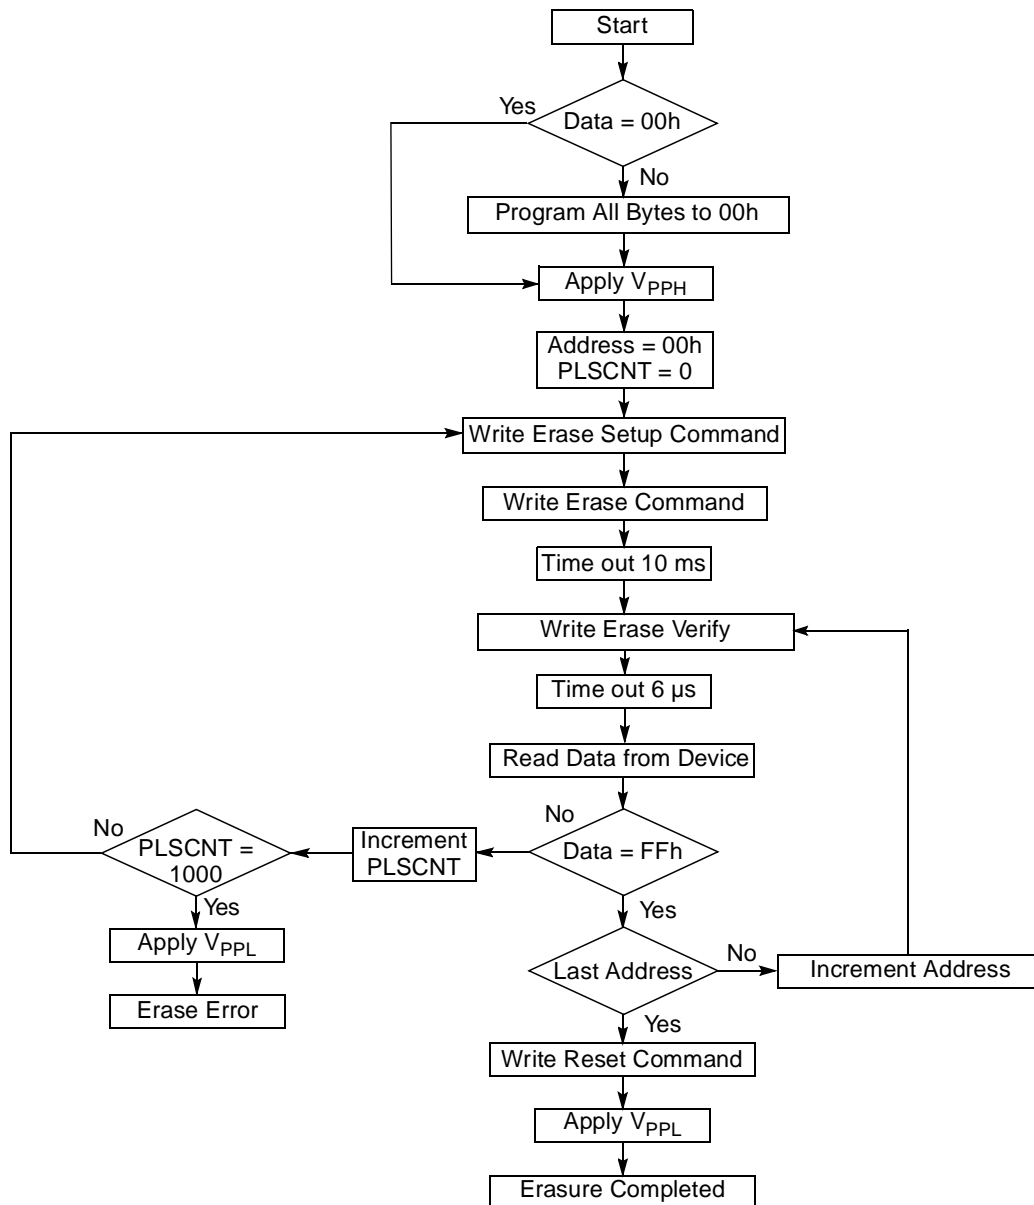 Start
Yes
Data = 00h
No
Program All Bytes to 00h
Apply VPPH
Address = 00h
PLSCNT = 0
Write Erase Setup Command
Write Erase Command
Time out 10 ms
Write Erase Verify
Time out 6 µs
Read Data from Device
No
Data = FFh
Yes
Increment
PLSCNT
No
PLSCNT =
1000
Yes
Apply VPPL
Erase Error
Last Address
No
Increment Address
Yes
Write Reset Command
Apply VPPL
Erasure Completed